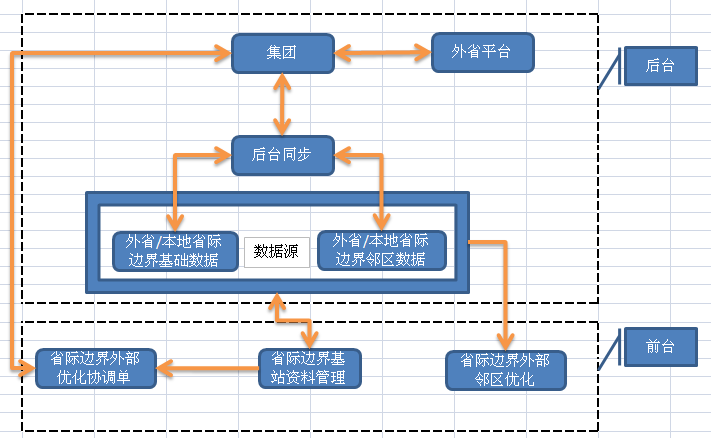 集团
外省平台
后台
后台同步
外省/本地省际
边界基础数据
数据源
外省/本地省际
边界邻区数据
前台
省际边界外部
优化协调单
省际边界基
站资料管理
省际边界外部
邻区优化